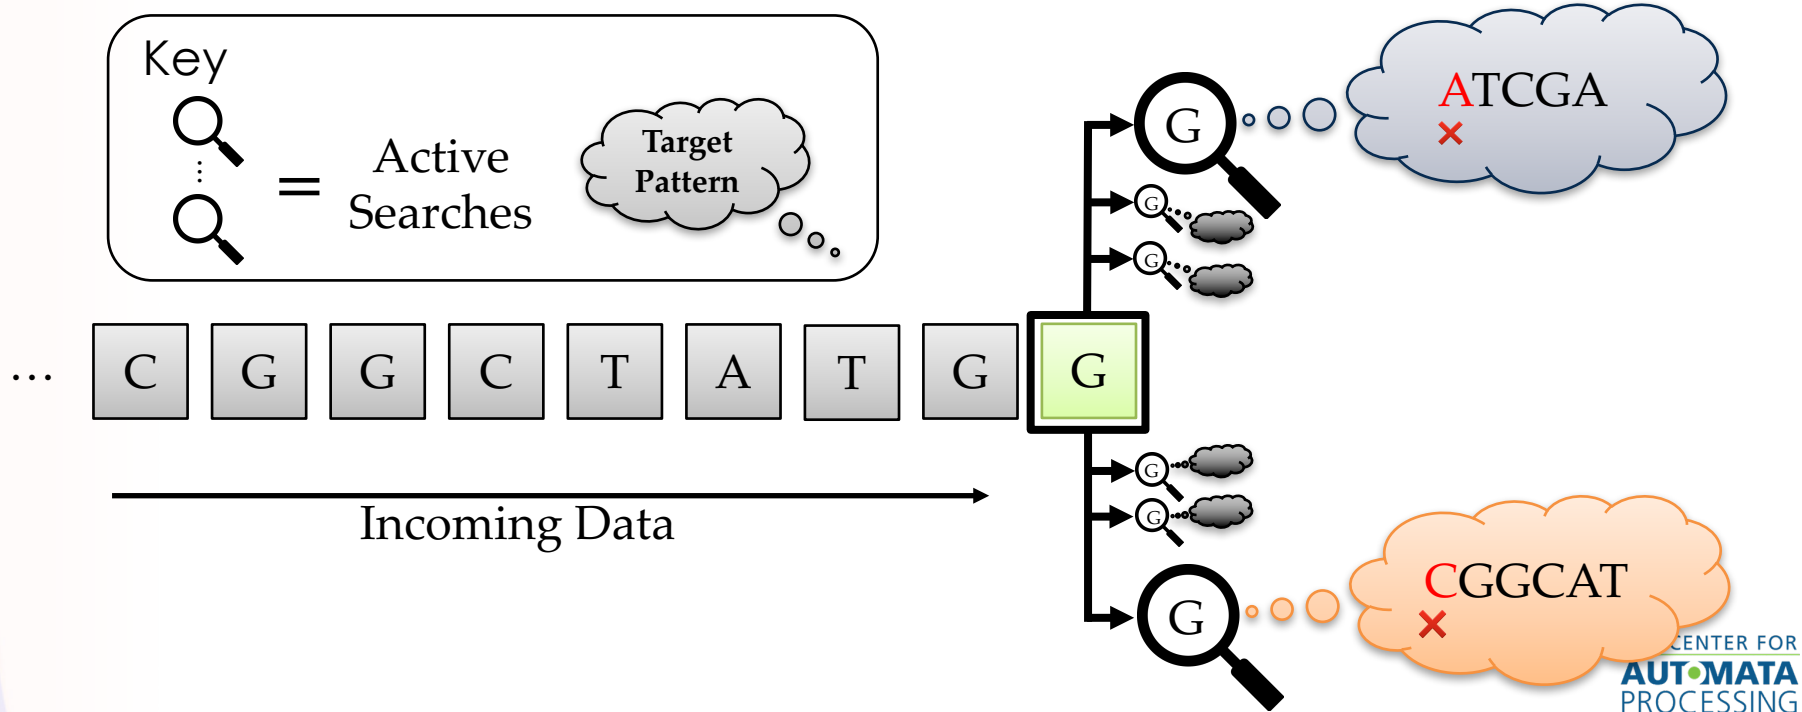 Key
Active
Searches
=
Target
Pattern
G
ATCGA
G
G
... C G G C T A T G G
G
G
Incoming Data
G
CGGCAT
CENTER FOR
AUTOMATA
PROCESSING